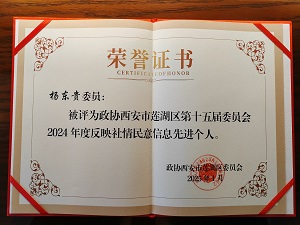 荣誉证书
CERTIFICATE OF HONOR
杨东贵委员：
被评为政协西安市莲湖区第十五届委员会
2024年度反映社情民意信息先进个人。
政协西安市莲湖区委员会